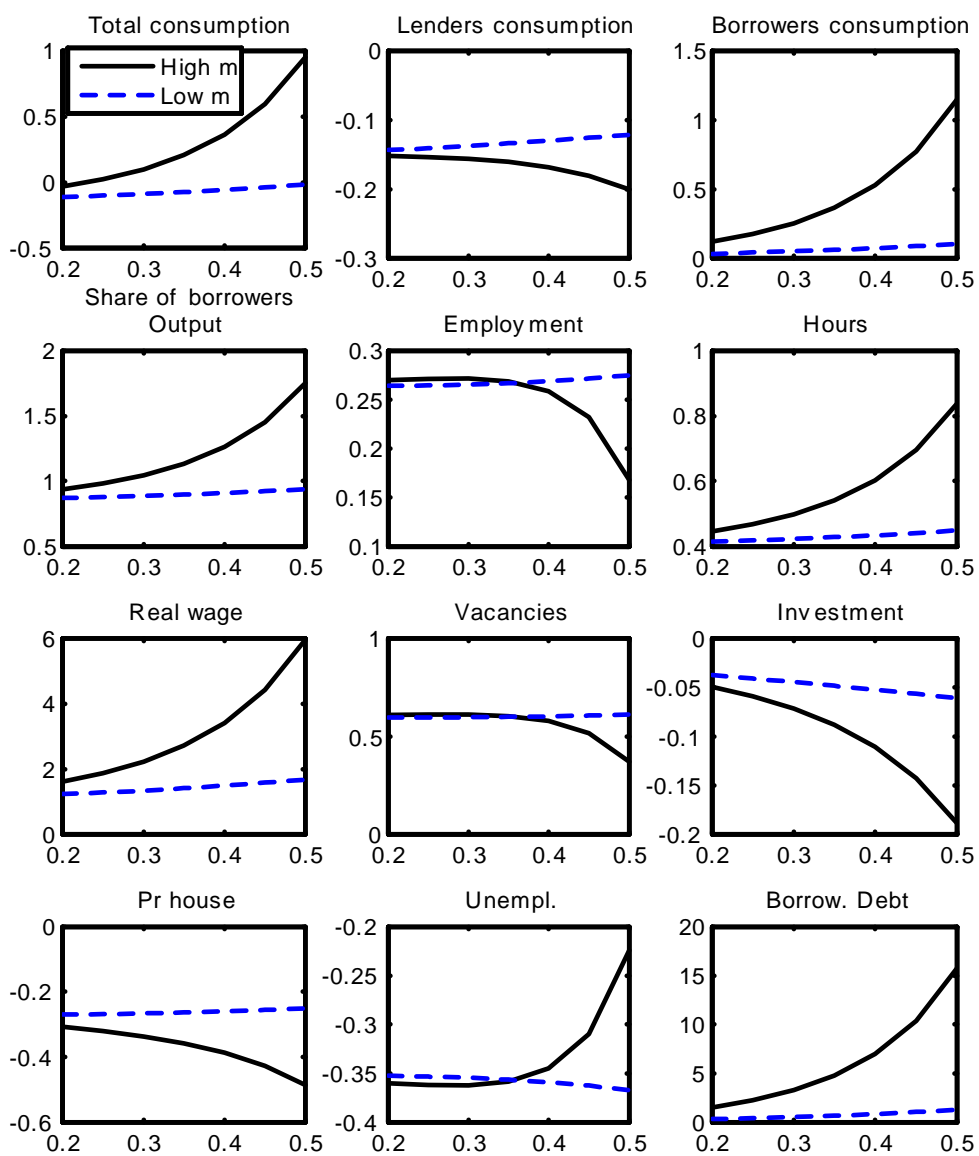 Total consumption
Lenders consumption
Borrowers consumption
1
0.5
0
-0.5
High m
Low m
0.2 0.3 0.4 0.5
Share of borrowers
0
-0.1
-0.2
-0.3
0.2 0.3 0.4 0.5
1.5
1
0.5
0
0.2 0.3 0.4 0.5
Output
Employment
Hours
2
1.5
1
0.5
0.2 0.3 0.4 0.5
0.3
0.25
0.2
0.15
0.1
0.2 0.3 0.4 0.5
1
0.8
0.6
0.4
0.2 0.3 0.4 0.5
Real wage
Vacancies
Investment
6
4
2
0
0.2 0.3 0.4 0.5
1
0.5
0
0.2 0.3 0.4 0.5
0
-0.05
-0.1
-0.15
-0.2
0.2 0.3 0.4 0.5
Pr house
Unempl.
Borrow. Debt
0
-0.2
-0.4
-0.6
0.2 0.3 0.4 0.5
-0.2
-0.25
-0.3
-0.35
-0.4
0.2 0.3 0.4 0.5
20
15
10
5
0
0.2 0.3 0.4 0.5